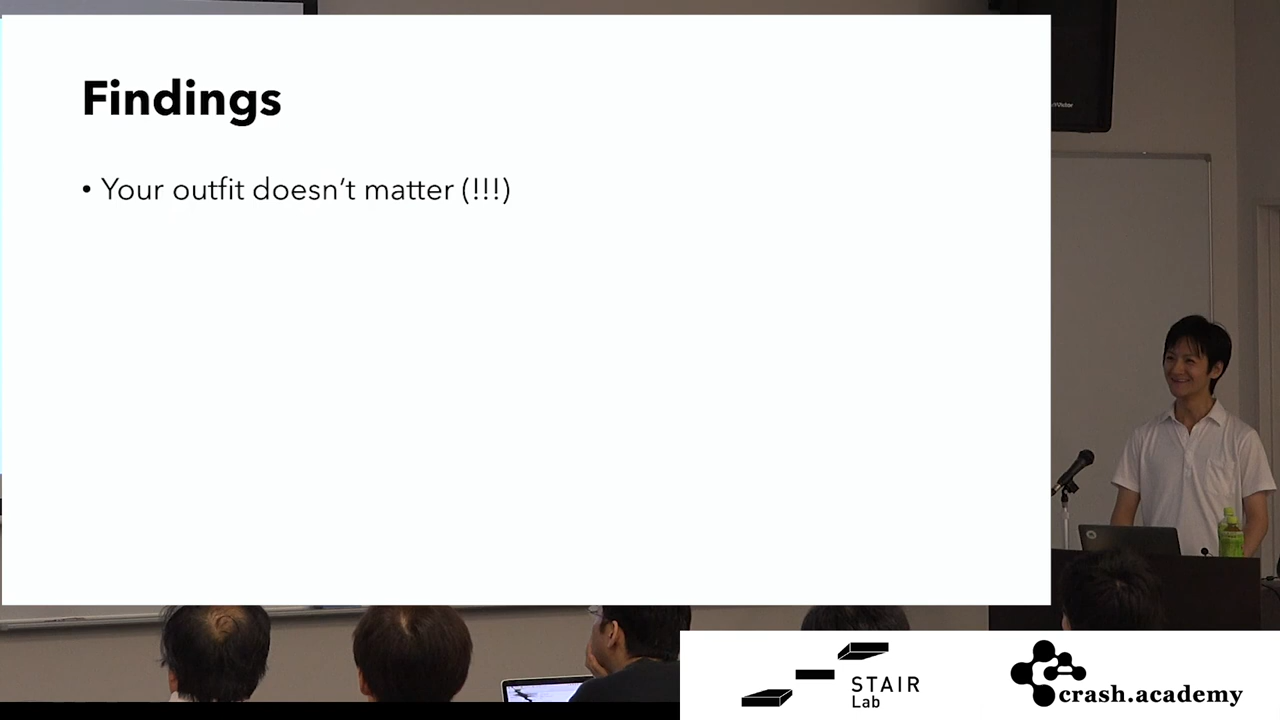 Findings
• Your outfit doesn't matter (!!!)
STAIR
Lab
crash.academy